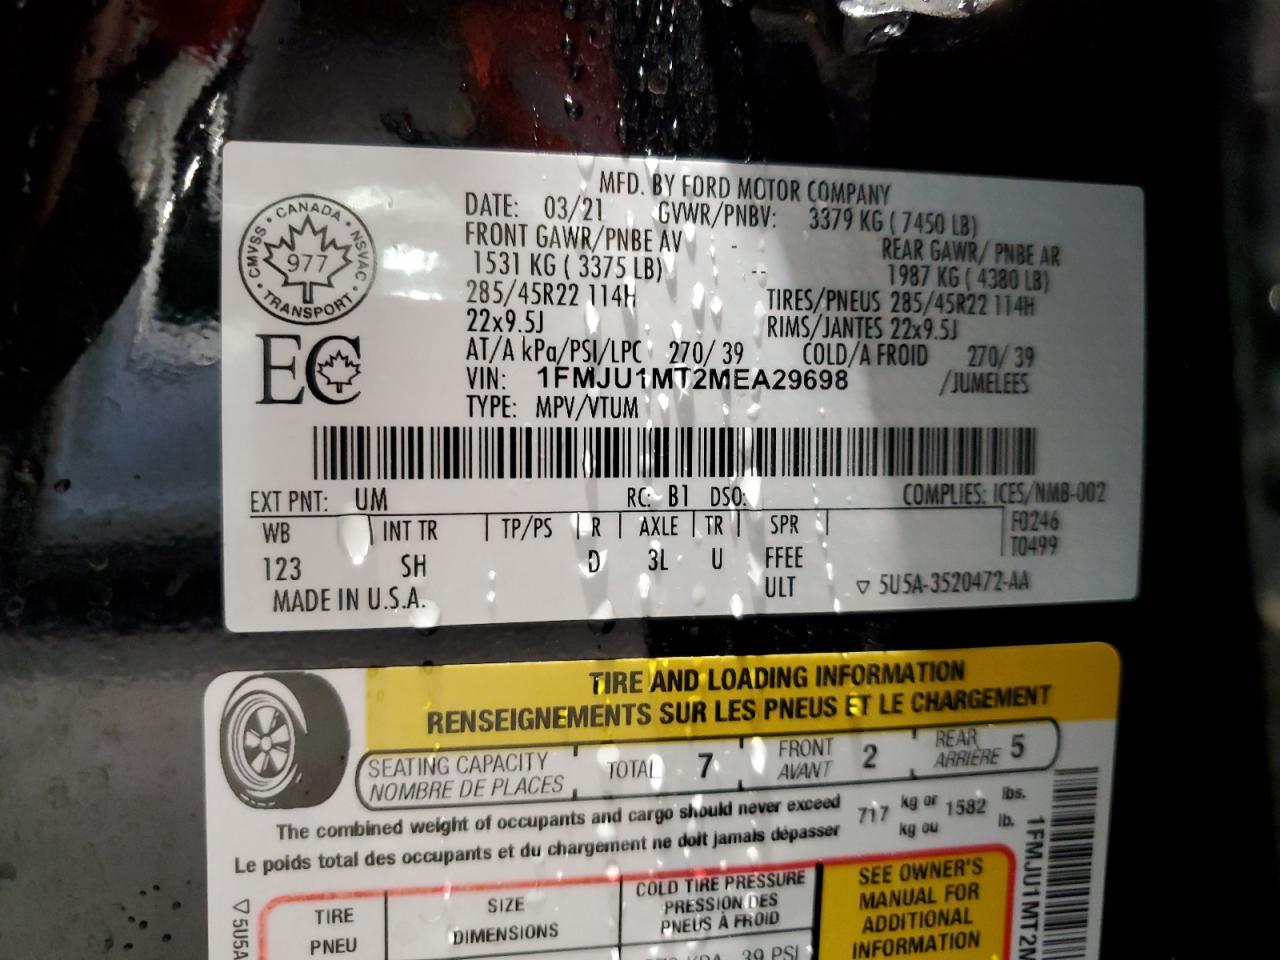 MFD. BY FORD MOTOR COMPANY
DATE: 03/21 GVWR/PNBV: 3379 KG ( 7450 LB)
FRONT GAWR/PNBE AV - REAR GAWR/ PNBE AR
1531 KG ( 3375 LB) -- 1987 KG ( 4380 LB)
285/45R22 114H TIRES/PNEUS 285/45R22 114H
22x9.5J RIMS/JANTES 22x9.5J
AT/A kPa/PSI/LPC 270/ 39 COLD/A FROID 270/ 39
VIN: 1FMJU1MT2MEA29698 /JUMELEES
TYPE: MPV/VTUM
CANADA
CMVSS · NSVAC
977
TRANSPORT
EC
EXT PNT: UM RC: B1 DSO: COMPLIES: ICES/NMB-002
WB INT TR TP/PS R AXLE TR SPR F0246
T0499
123 SH D 3L U FFEE
ULT
MADE IN U.S.A. ▽ 5U5A-3520472-AA
TIRE AND LOADING INFORMATION
RENSEIGNEMENTS SUR LES PNEUS ET LE CHARGEMENT
SEATING CAPACITY TOTAL 7 FRONT 2 REAR 5
NOMBRE DE PLACES AVANT ARRIÈRE
The combined weight of occupants and cargo should never exceed 717 kg or 1582 lbs.
Le poids total des occupants et du chargement ne doit jamais dépasser kg ou lb.
TIRE SIZE COLD TIRE PRESSURE
PNEU DIMENSIONS PRESSION DES
PNEUS À FROID
39 PSI
SEE OWNER'S
MANUAL FOR
ADDITIONAL
INFORMATION
1FMJU1MT2M
▽ 5U5A